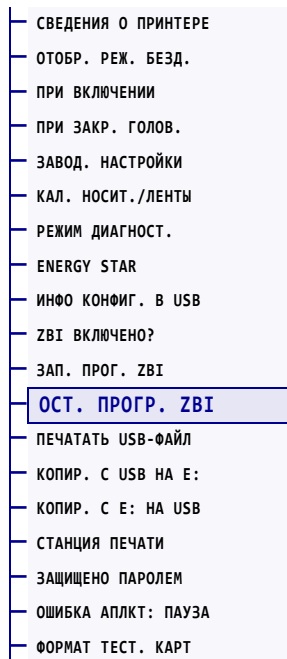 СВЕДЕНИЯ О ПРИНТЕРЕ
ОТОБР. РЕЖ. БЕЗД.
ПРИ ВКЛЮЧЕНИИ
ПРИ ЗАКР. ГОЛОВ.
ЗАВОД. НАСТРОЙКИ
КАЛ. НОСИТ./ЛЕНТЫ
РЕЖИМ ДИАГНОСТ.
ENERGY STAR
ИНФО КОНФИГ. В USB
ZBI ВКЛЮЧЕНО?
ЗАП. ПРОГ. ZBI
ОСТ. ПРОГР. ZBI
ПЕЧАТАТЬ USB-ФАЙЛ
КОПИР. С USB НА E:
КОПИР. С E: НА USB
СТАНЦИЯ ПЕЧАТИ
ЗАЩИЩЕНО ПАРОЛЕМ
ОШИБКА АПЛКТ: ПАУЗА
ФОРМАТ ТЕСТ. КАРТ